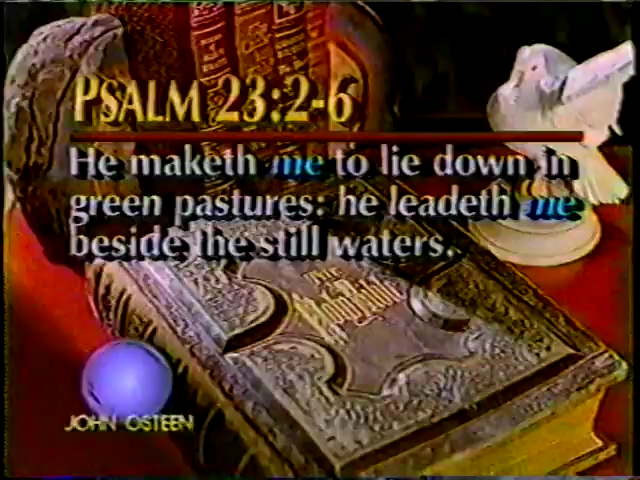 PSALM 23:2-6
He maketh me to lie down in
green pastures: he leadeth me
beside the still waters.
THE
Holy Bible
JOHN OSTEEN